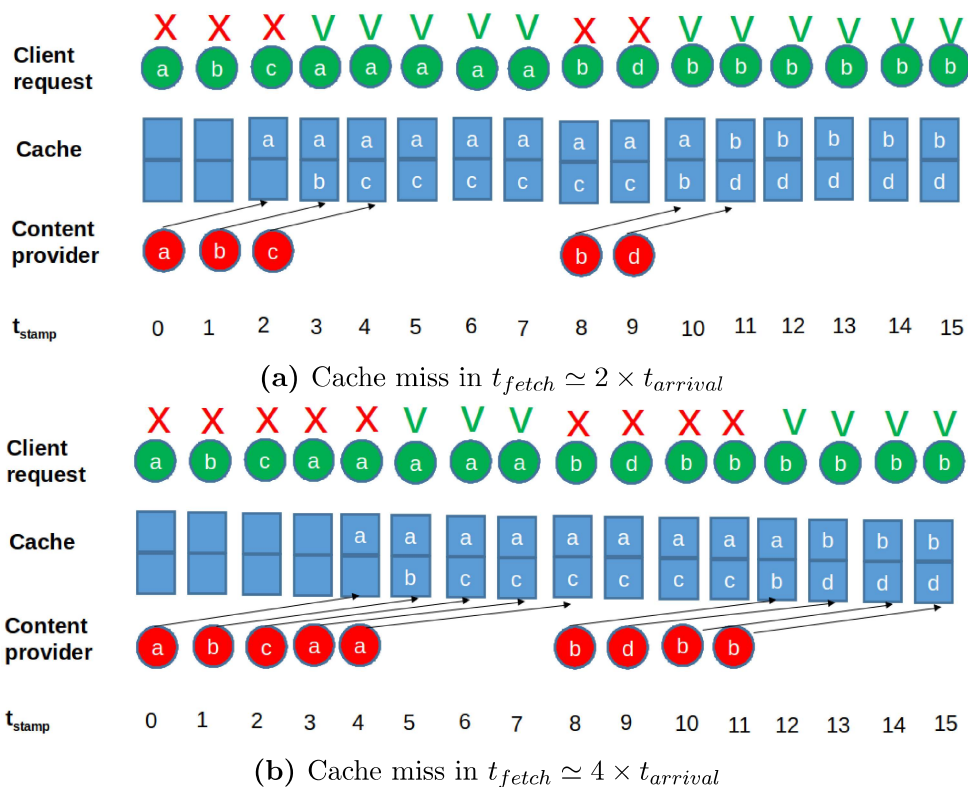 X X X V V V V V X X V V V V V V
Client request a b c a a a a a b d b b b b b b
Cache a a a a a a a a a b b b b b
b c c c c c c b d d d d d
Content provider a b c b d
t_stamp 0 1 2 3 4 5 6 7 8 9 10 11 12 13 14 15
(a) Cache miss in t_fetch ≃ 2 × t_arrival
X X X X X V V V X X X X V V V V
Client request a b c a a a a a b d b b b b b b
Cache a a a a a a a a a b b b
b c c c c c c b d d d
Content provider a b c a a b d b b
t_stamp 0 1 2 3 4 5 6 7 8 9 10 11 12 13 14 15
(b) Cache miss in t_fetch ≃ 4 × t_arrival